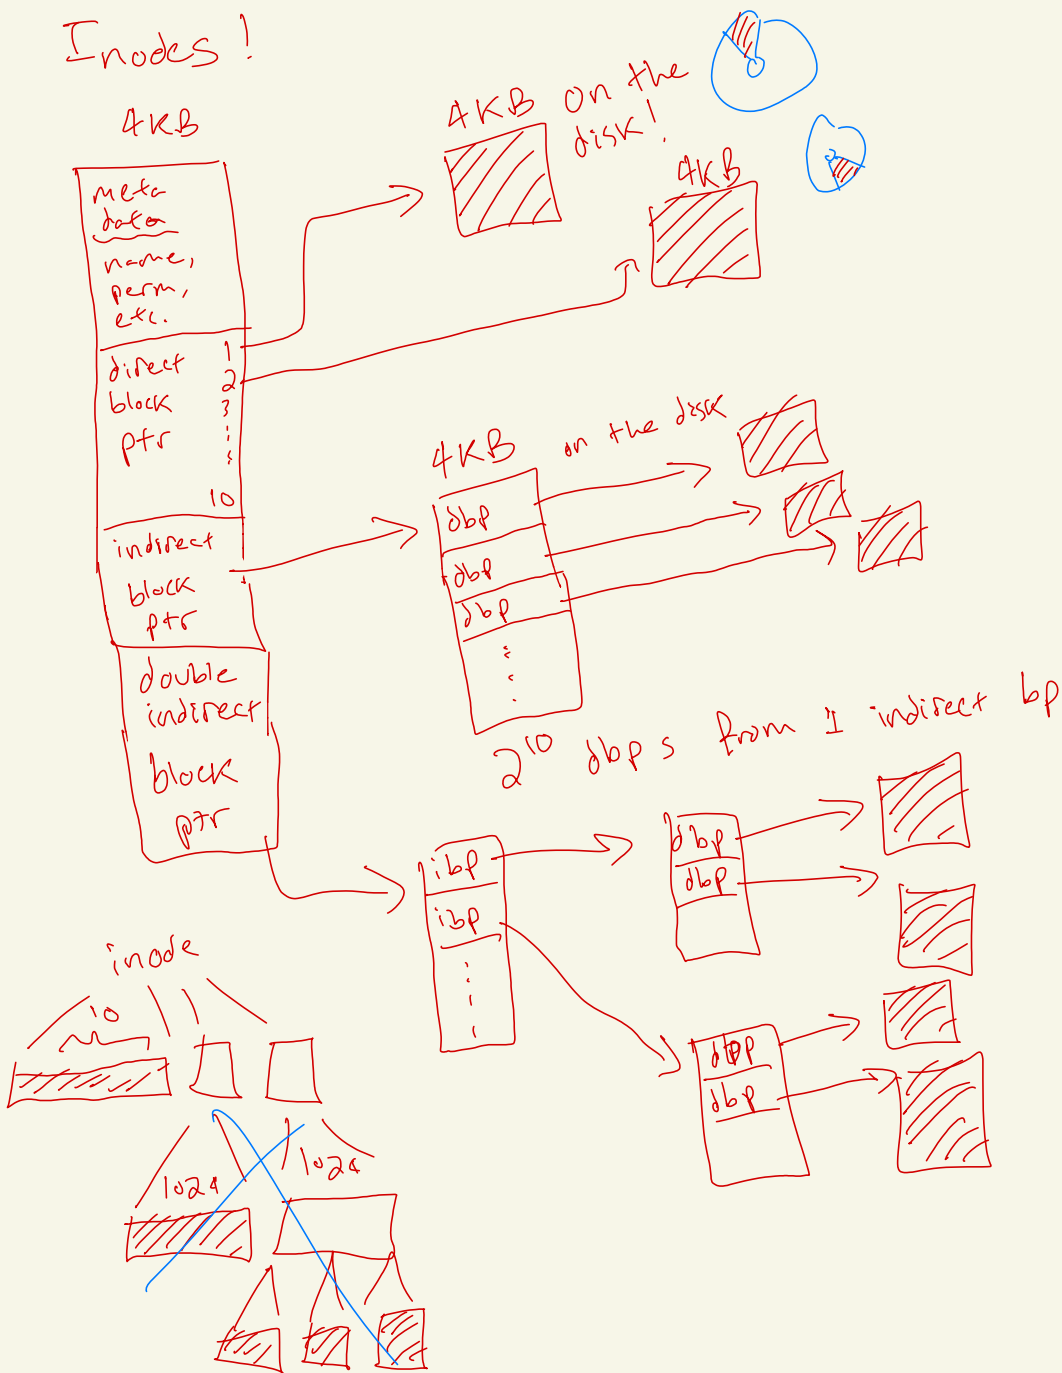 Inodes!
4KB
meta
data
name,
perm,
etc.
direct 1
block 2
ptr 3
10
indirect
block
ptr
double
indirect
block
ptr
4KB on the
disk!
4KB
4KB on the disk
dbp
dbp
dbp
2^10 dbps from 1 indirect bp
ibp
ibp
dbp
dbp
dbp
dbp
inode
10
1024
1024